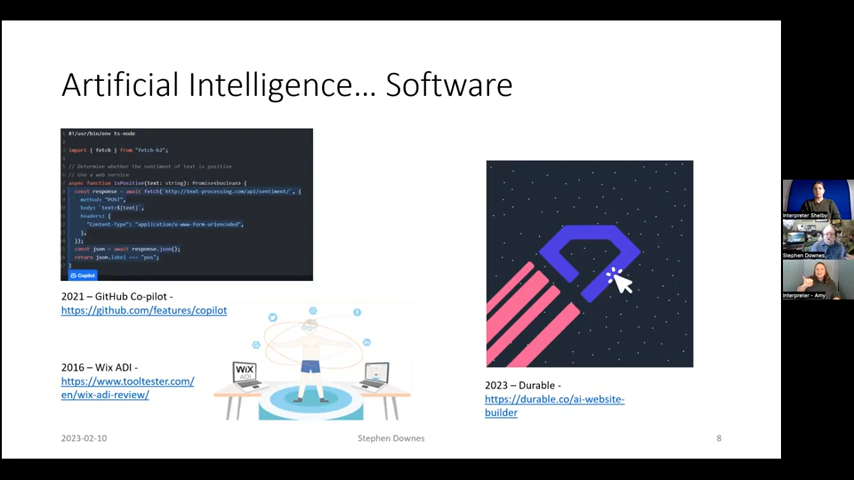 Artificial Intelligence... Software
#!/usr/bin/env ts-node
import { fetch } from "fetch-h2";
// Determine whether the sentiment of text is positive
// Use a web service
async function isPositive(text: string): Promise<boolean> {
const response = await fetch(`http://text-processing.com/api/sentiment/`, {
method: "POST",
body: `text=${text}`,
headers: {
"Content-Type": "application/x-www-form-urlencoded",
},
});
const json = await response.json();
return json.label === "pos";
}
Copilot
2021 – GitHub Co-pilot -
https://github.com/features/copilot
2016 – Wix ADI -
https://www.tooltester.com/
en/wix-adi-review/
WiX
ADI
2023 – Durable -
https://durable.co/ai-website-
builder
2023-02-10
Stephen Downes
8
Interpreter Shelby
Stephen Downes
Interpreter - Amy